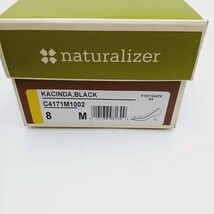 naturalizer
KACINDA,BLACK
C4171M1002
8 M